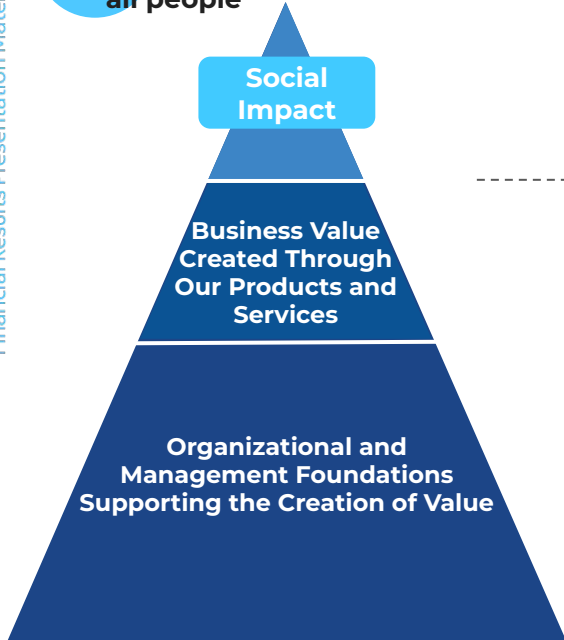 all people
Social
Impact
Business Value
Created Through
Our Products and
Services
Organizational and
Management Foundations
Supporting the Creation of Value